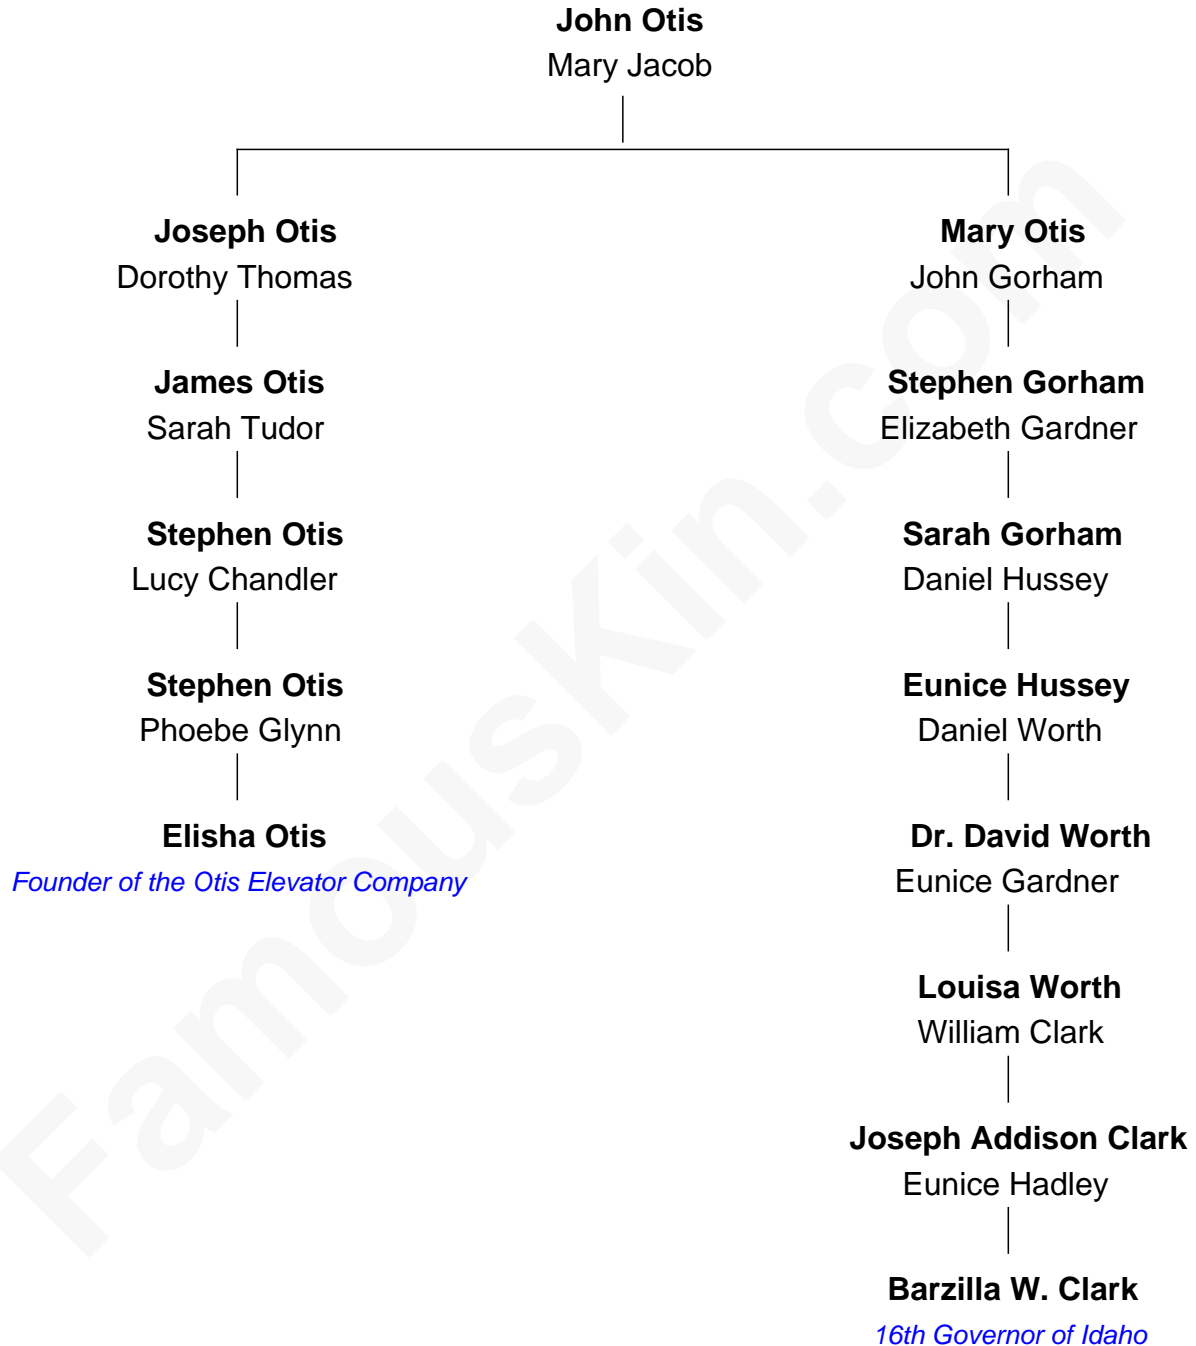 John Otis
Mary Jacob
Joseph Otis
Dorothy Thomas
James Otis
Sarah Tudor
Stephen Otis
Lucy Chandler
Stephen Otis
Phoebe Glynn
Elisha Otis
Founder of the Otis Elevator Company
Mary Otis
John Gorham
Stephen Gorham
Elizabeth Gardner
Sarah Gorham
Daniel Hussey
Eunice Hussey
Daniel Worth
Dr. David Worth
Eunice Gardner
Louisa Worth
William Clark
Joseph Addison Clark
Eunice Hadley
Barzilla W. Clark
16th Governor of Idaho
FamousKin.com